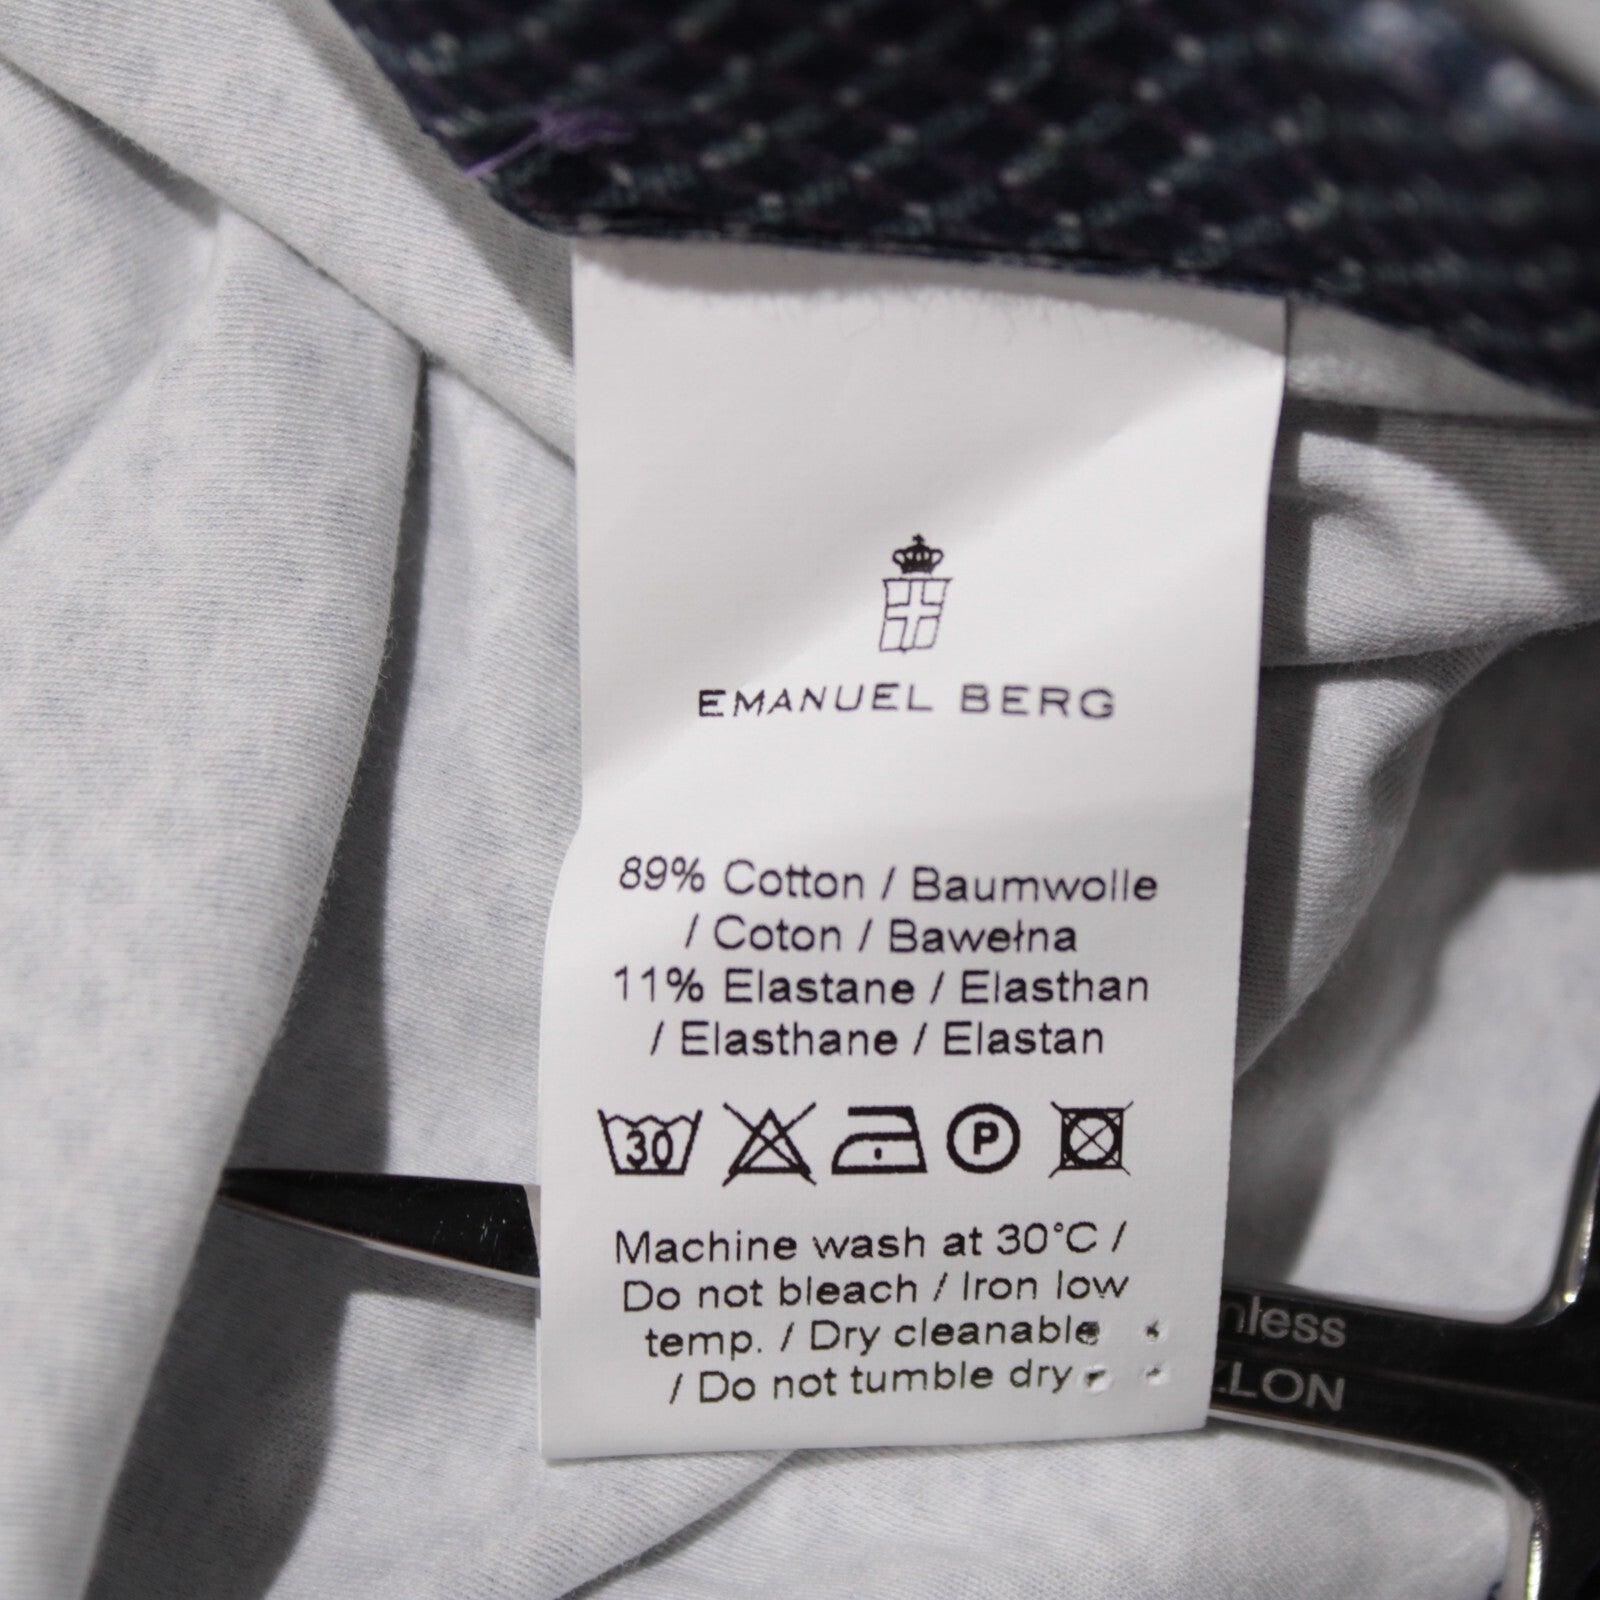 EMANUEL BERG
89% Cotton / Baumwolle
/ Coton / Bawełna
11% Elastane / Elasthan
/ Elasthane / Elastan
30 P
Machine wash at 30°C /
Do not bleach / Iron low
temp. / Dry cleanable
/ Do not tumble dry